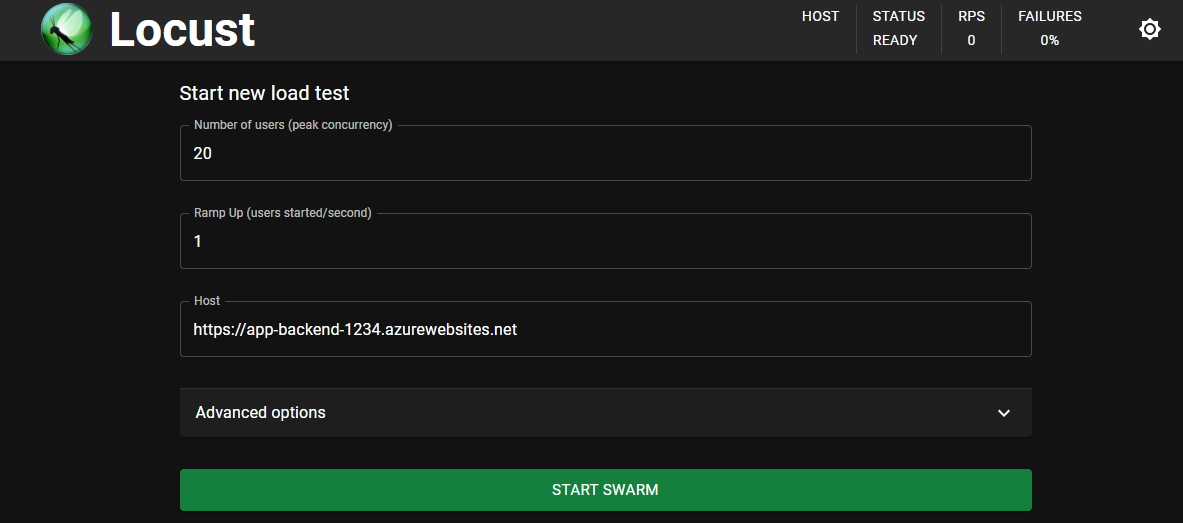 Locust
HOST
STATUS
READY
RPS
0
FAILURES
0%
Start new load test
Number of users (peak concurrency)
20
Ramp Up (users started/second)
1
Host
https://app-backend-1234.azurewebsites.net
Advanced options
START SWARM